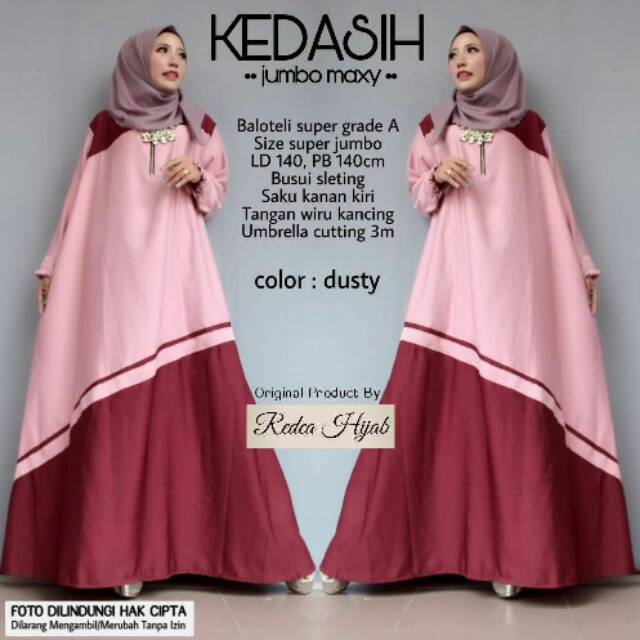 KEDASIH
•• jumbo maxy ••
Baloteli super grade A
Size super jumbo
LD 140, PB 140cm
Busui sleting
Saku kanan kiri
Tangan wiru kancing
Umbrella cutting 3m
color : dusty
Original Product By
Redea Hijab
FOTO DILINDUNGI HAK CIPTA
Dilarang Mengambil/Merubah Tanpa Izin